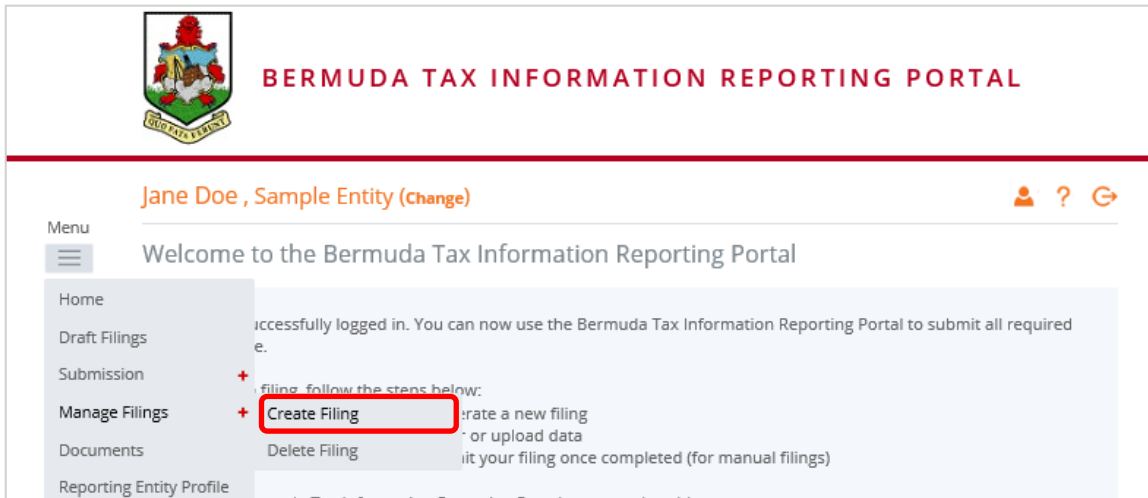 BERMUDA TAX INFORMATION REPORTING PORTAL
QUO FATA FERUNT
Jane Doe , Sample Entity (Change)
?
Menu
Welcome to the Bermuda Tax Information Reporting Portal
Home
uccessfully logged in. You can now use the Bermuda Tax Information Reporting Portal to submit all required
Draft Filings
e.
Submission +
filing, follow the steps below:
Manage Filings + Create Filing
erate a new filing
r or upload data
Documents
Delete Filing
it your filing once completed (for manual filings)
Reporting Entity Profile